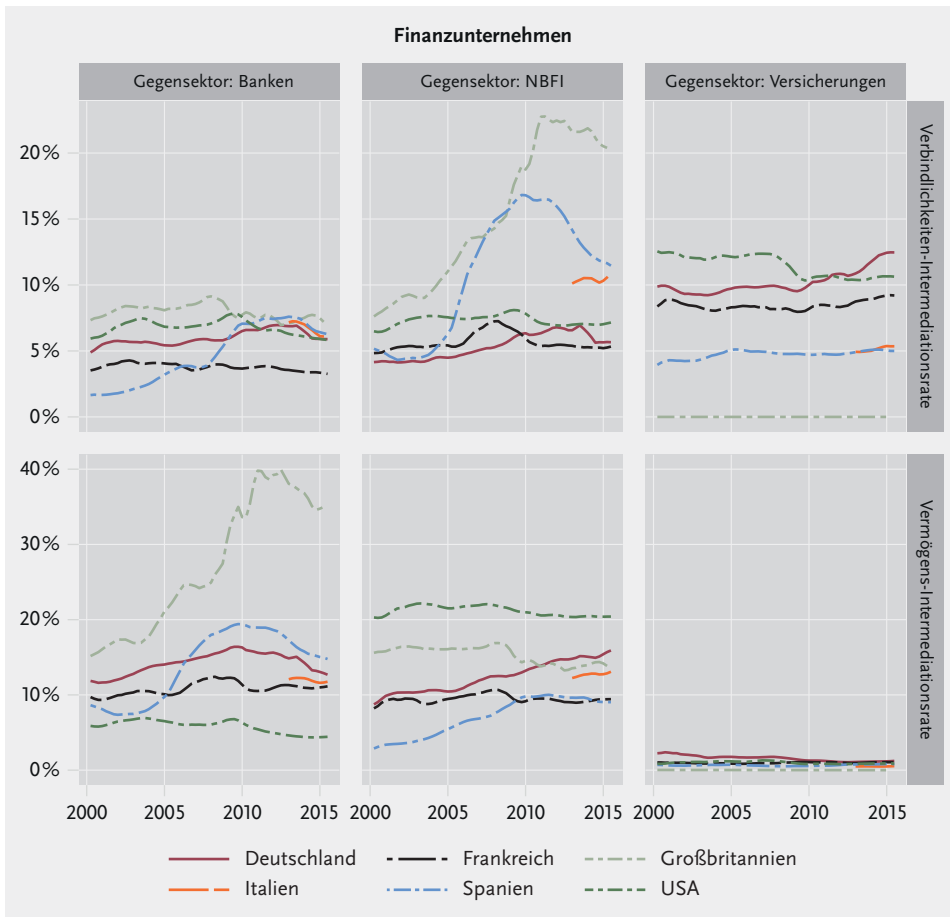 Finanzunternehmen
Gegensektor: Banken
Gegensektor: NBFI
Gegensektor: Versicherungen
20%
15%
10%
5%
0%
Verbindlichkeiten-Intermediationsrate
40%
30%
20%
10%
0%
Vermögens-Intermediationsrate
2000 2005 2010 2015
2000 2005 2010 2015
2000 2005 2010 2015
Deutschland Frankreich Großbritannien
Italien Spanien USA